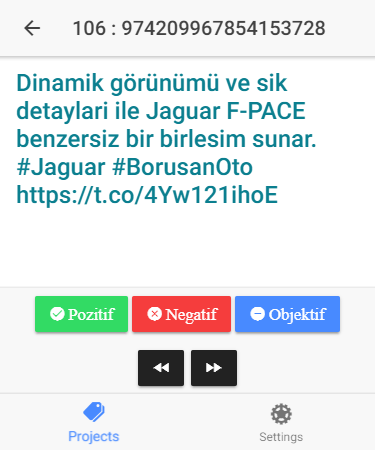 106 : 974209967854153728
Dinamik görünümü ve sik
detaylari ile Jaguar F-PACE
benzersiz bir birlesim sunar.
#Jaguar #BorusanOto
https://t.co/4Yw121ihoE
Pozitif Negatif Objektif
Projects Settings